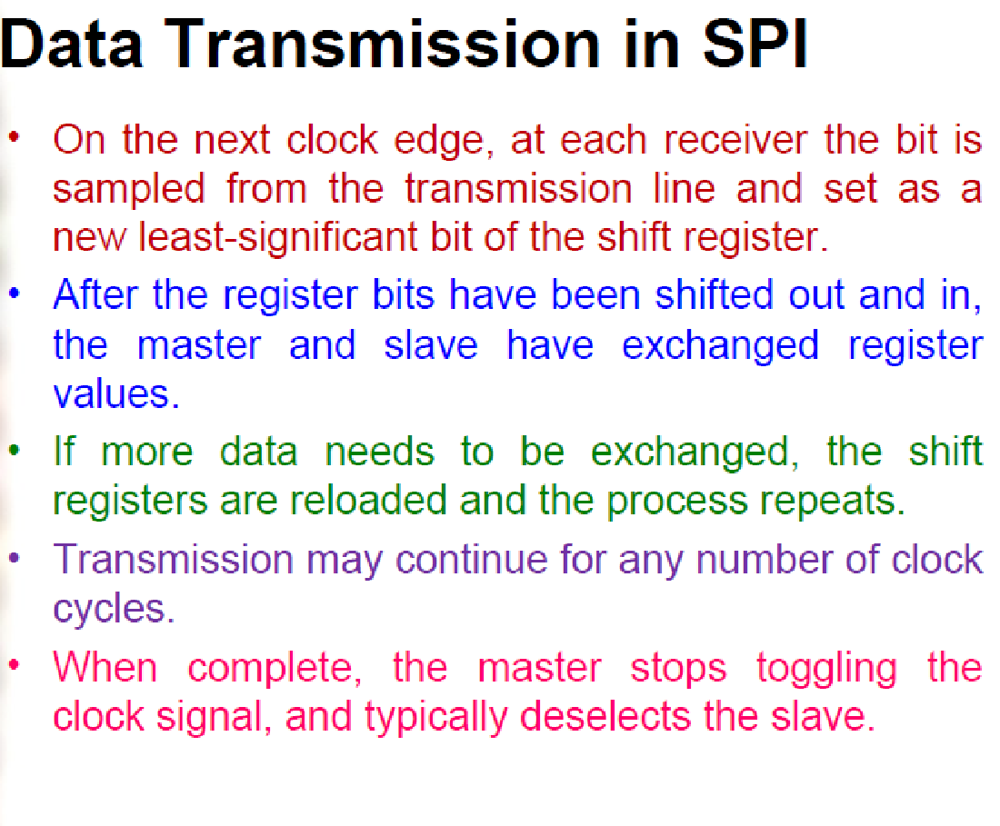 Data Transmission in SPI
• On the next clock edge, at each receiver the bit is
sampled from the transmission line and set as a
new least-significant bit of the shift register.
• After the register bits have been shifted out and in,
the master and slave have exchanged register
values.
• If more data needs to be exchanged, the shift
registers are reloaded and the process repeats.
• Transmission may continue for any number of clock
cycles.
• When complete, the master stops toggling the
clock signal, and typically deselects the slave.